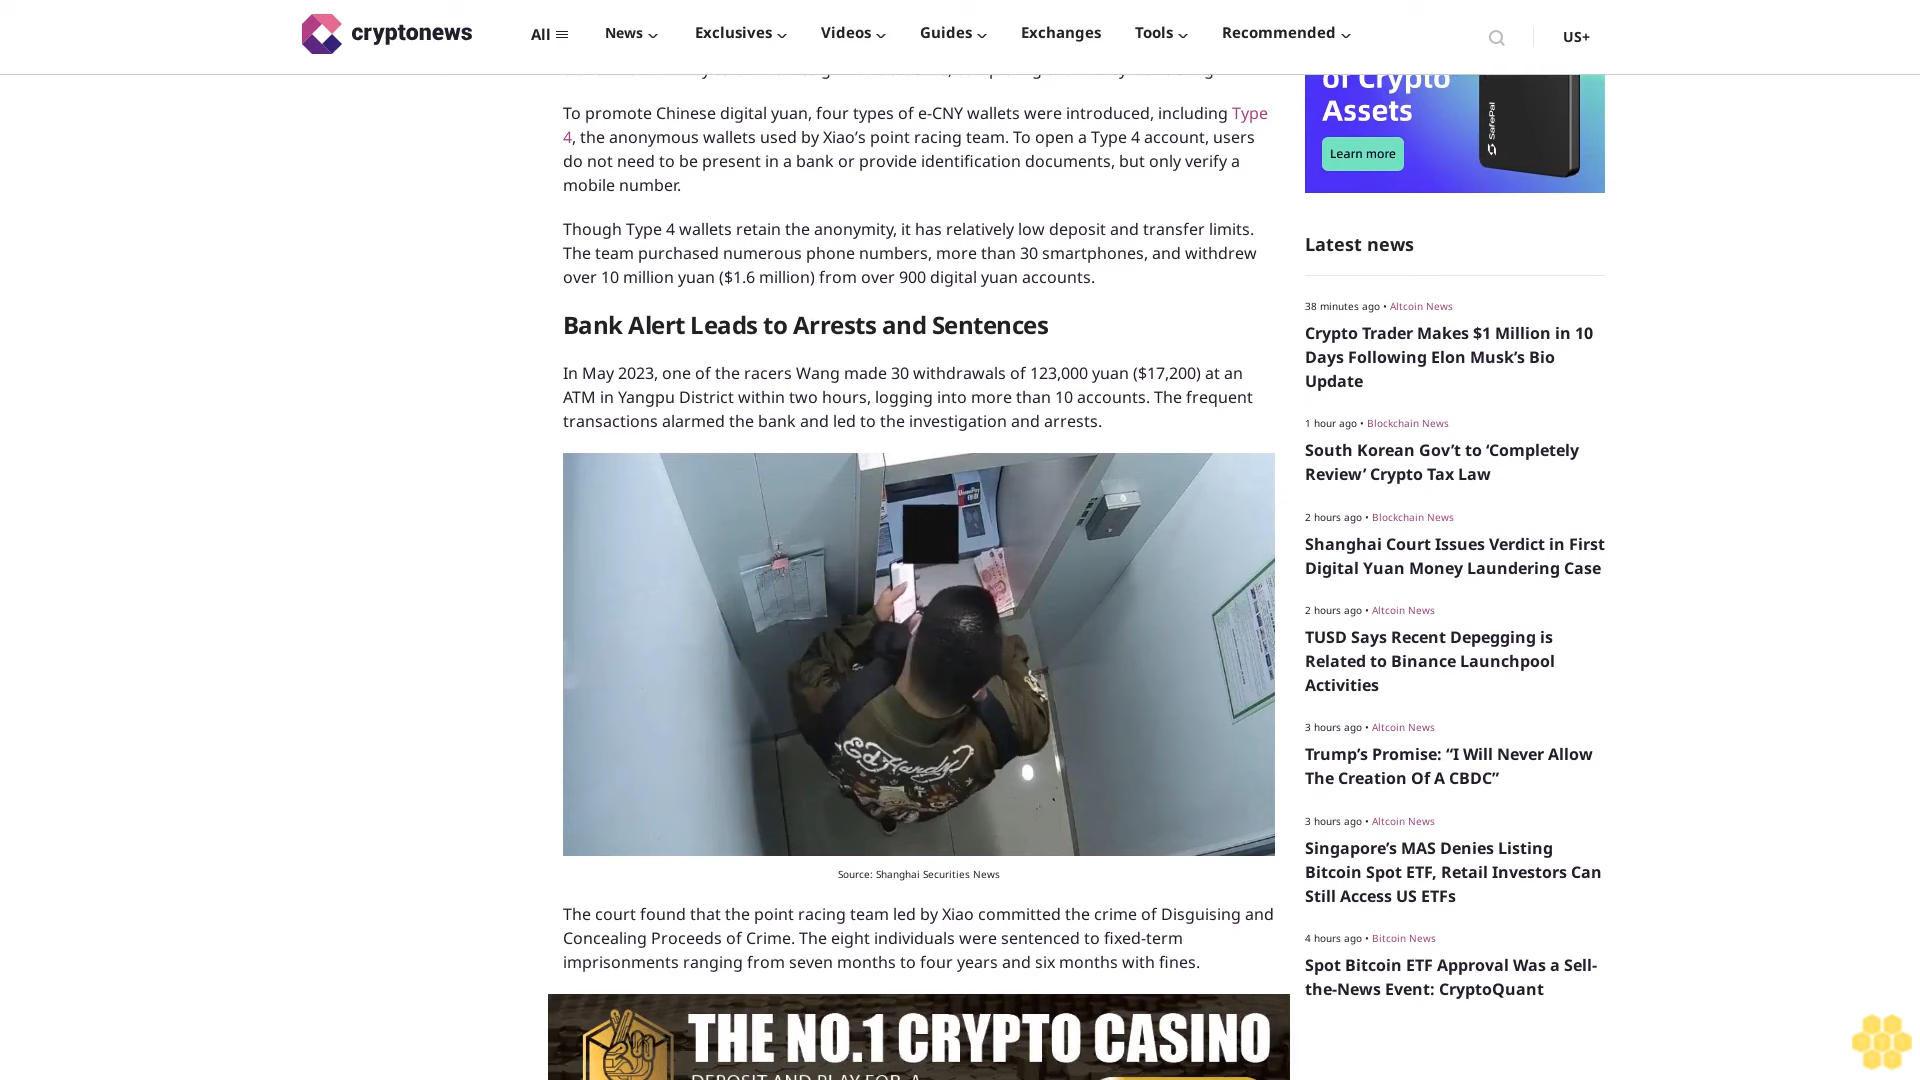 cryptonews
All
News
Exclusives
Videos
Guides
Exchanges
Tools
Recommended
US+
To promote Chinese digital yuan, four types of e-CNY wallets were introduced, including Type
4, the anonymous wallets used by Xiao’s point racing team. To open a Type 4 account, users
do not need to be present in a bank or provide identification documents, but only verify a
mobile number.
Though Type 4 wallets retain the anonymity, it has relatively low deposit and transfer limits.
The team purchased numerous phone numbers, more than 30 smartphones, and withdrew
over 10 million yuan ($1.6 million) from over 900 digital yuan accounts.
Bank Alert Leads to Arrests and Sentences
In May 2023, one of the racers Wang made 30 withdrawals of 123,000 yuan ($17,200) at an
ATM in Yangpu District within two hours, logging into more than 10 accounts. The frequent
transactions alarmed the bank and led to the investigation and arrests.
UnionPay
Ed Hardy
Source: Shanghai Securities News
The court found that the point racing team led by Xiao committed the crime of Disguising and
Concealing Proceeds of Crime. The eight individuals were sentenced to fixed-term
imprisonments ranging from seven months to four years and six months with fines.
THE NO.1 CRYPTO CASINO
DEPOSIT AND PLAY FOR A
of Crypto
Assets
Learn more
SafePal
Latest news
38 minutes ago • Altcoin News
Crypto Trader Makes $1 Million in 10
Days Following Elon Musk’s Bio
Update
1 hour ago • Blockchain News
South Korean Gov’t to ‘Completely
Review’ Crypto Tax Law
2 hours ago • Blockchain News
Shanghai Court Issues Verdict in First
Digital Yuan Money Laundering Case
2 hours ago • Altcoin News
TUSD Says Recent Depegging is
Related to Binance Launchpool
Activities
3 hours ago • Altcoin News
Trump’s Promise: “I Will Never Allow
The Creation Of A CBDC”
3 hours ago • Altcoin News
Singapore’s MAS Denies Listing
Bitcoin Spot ETF, Retail Investors Can
Still Access US ETFs
4 hours ago • Bitcoin News
Spot Bitcoin ETF Approval Was a Sell-
the-News Event: CryptoQuant